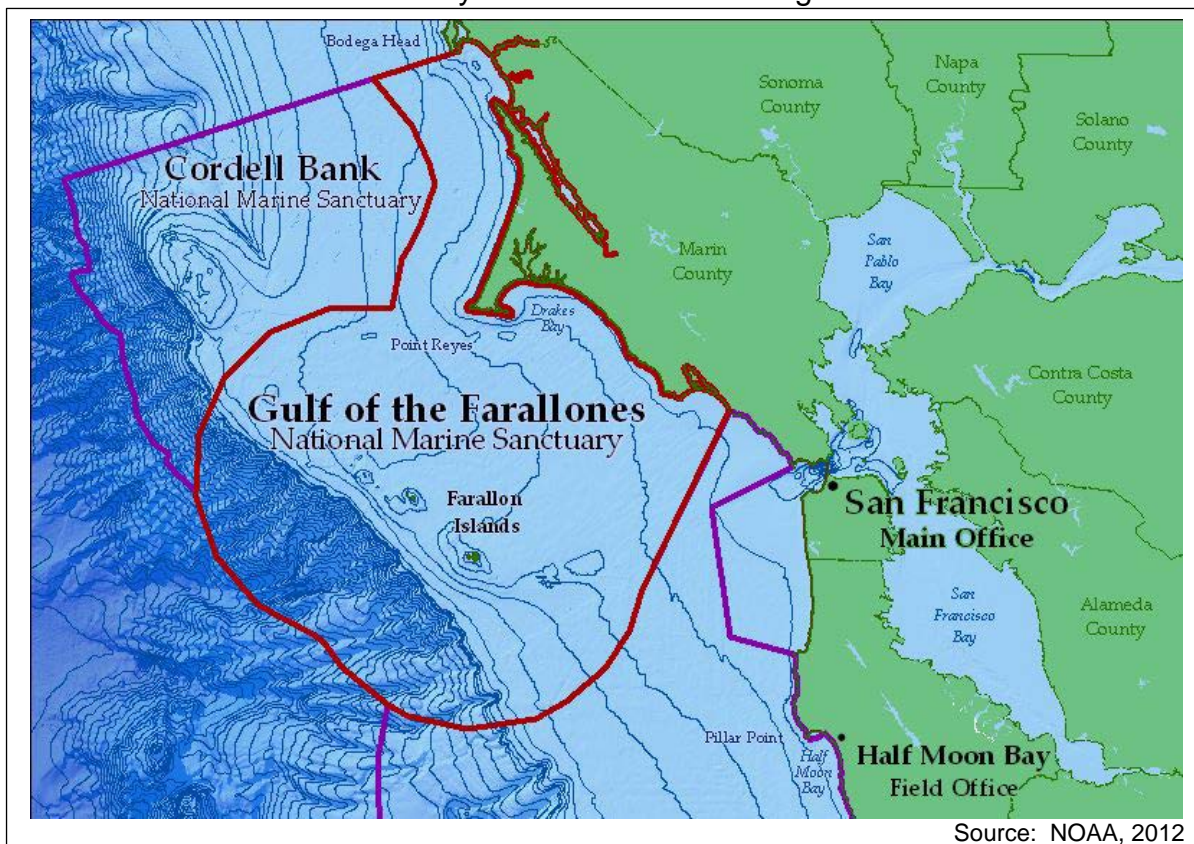 Bodega Head
Napa
County
Sonoma
County
Solano
County
Cordell Bank
National Marine Sanctuary
San
Pablo
Bay
Marin
County
Drakes
Bay
Point Reyes
Contra Costa
County
Gulf of the Farallones
National Marine Sanctuary
Farallon
Islands
San Francisco
Main Office
San
Francisco
Bay
Alameda
County
Pillar Point
Half
Moon
Bay
Half Moon Bay
Field Office
Source: NOAA, 2012